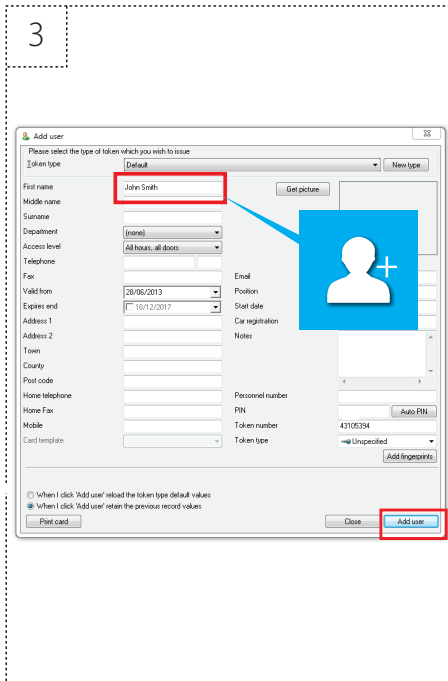 3
Add user
Please select the type of token which you wish to issue
Token type Default New type
First name John Smith Get picture
Middle name
Surname
Department (none)
Access level All hours, all doors
Telephone
Fax Email
Valid from 28/06/2013 Position
Expires end 18/12/2017 Start date
Address 1 Car registration
Address 2 Notes
Town
County
Post code
Home telephone Personnel number
Home Fax PIN Auto PIN
Mobile Token number 43105394
Card template Token type Unspecified
Add fingerprints
When I click 'Add user' reload the token type default values
When I click 'Add user' retain the previous record values
Print card Close Add user